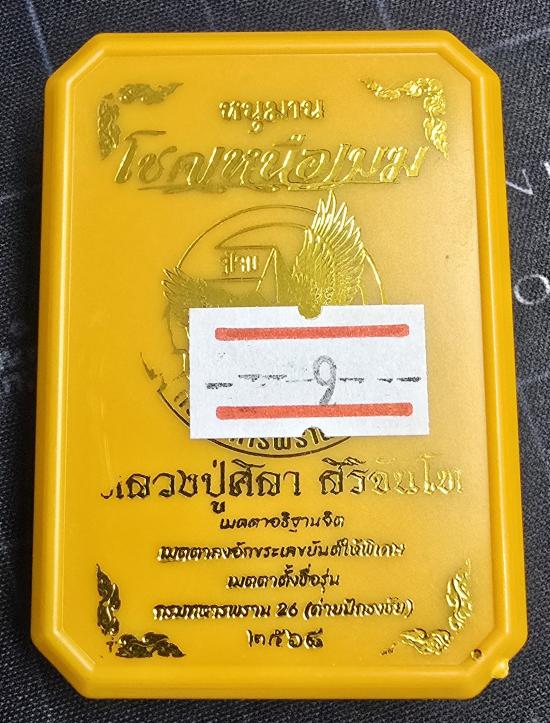 หนุมาน
โชคเหนือเมฆ
9
หลวงปู่ศิลา สิริจันโท
เมตตาอธิฐานจิต
เมตตาลงอักขระเลขยันต์ให้พิเศษ
เมตตาตั้งชื่อรุ่น
กรมทหารพราน 26 (ค่ายปักธงชัย)
๒๕๖๘